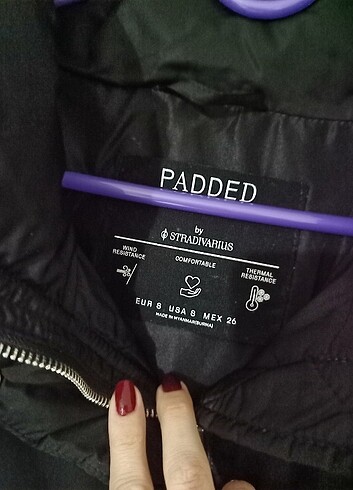 PADDED
by
STRADIVARIUS
WIND
RESISTANCE
COMFORTABLE
THERMAL
RESISTANCE
EUR S USA S MEX 26
MADE IN MYANMAR(BURMA)